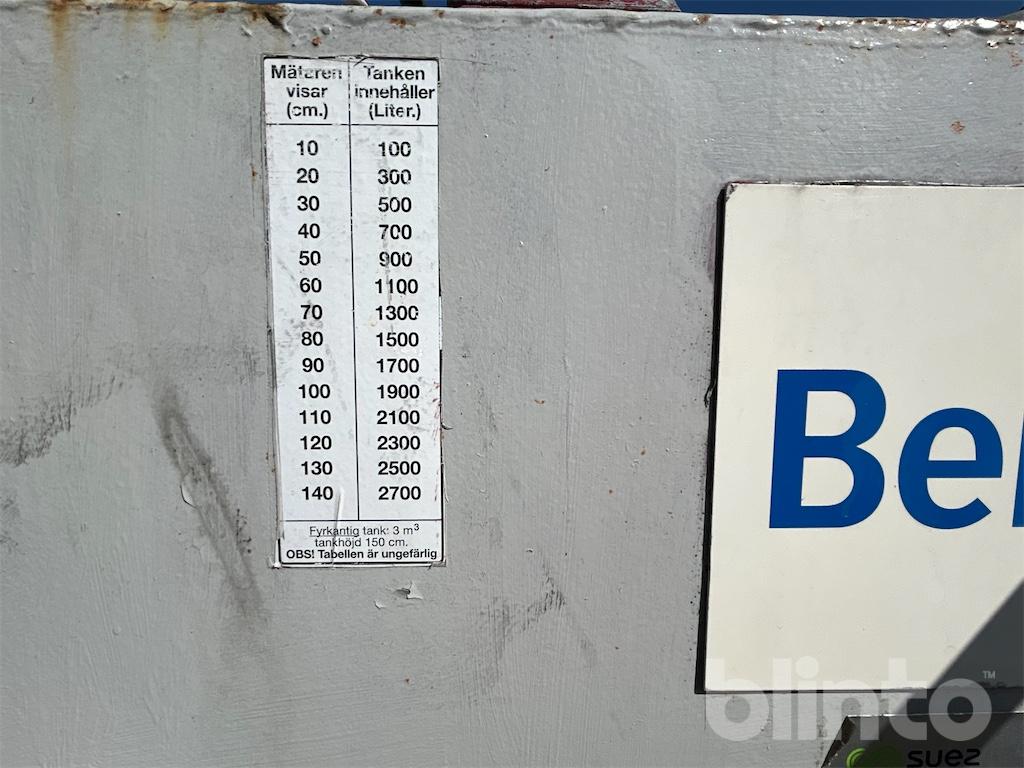 Mätaren Tanken
visar innehåller
(cm.) (Liter.)
10 100
20 300
30 500
40 700
50 900
60 1100
70 1300
80 1500
90 1700
100 1900
110 2100
120 2300
130 2500
140 2700
Fyrkantig tank: 3 m³
tankhöjd 150 cm.
OBS! Tabellen är ungefärlig
Be
blinto™
suez